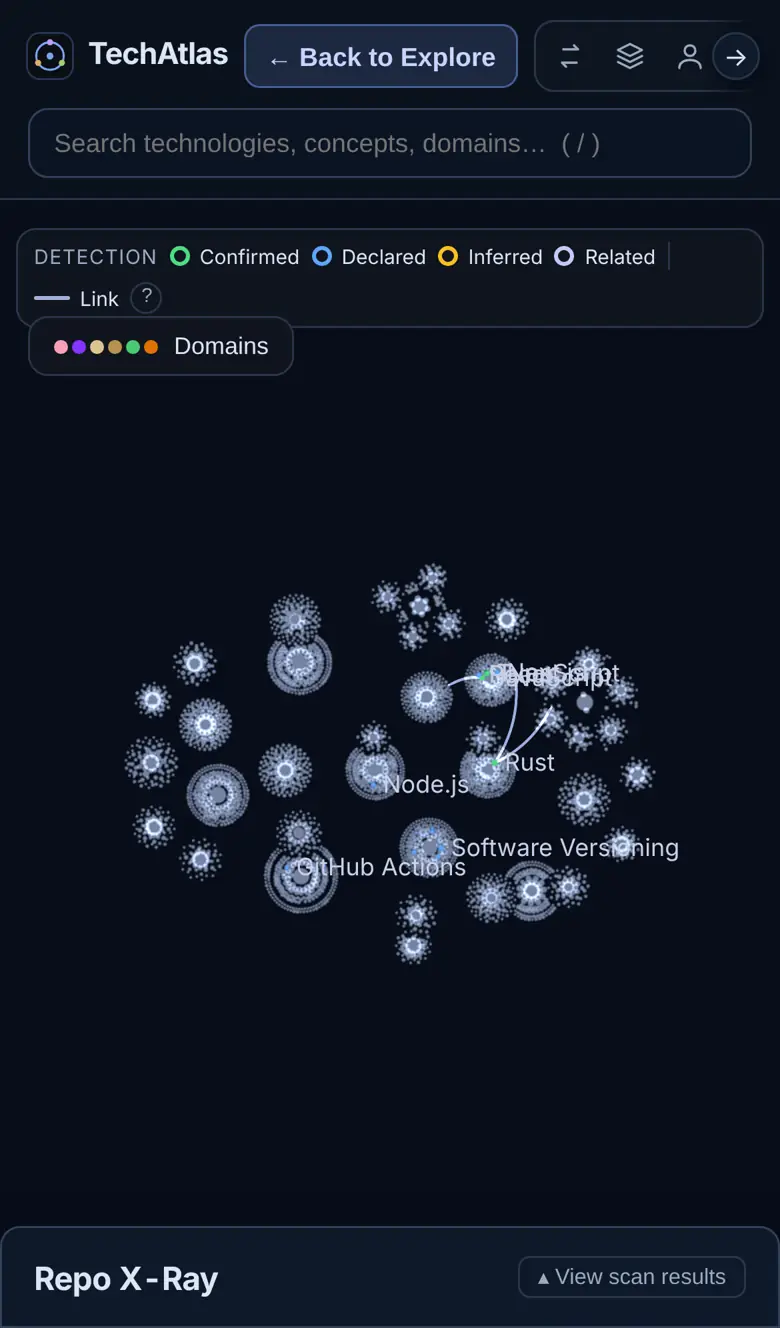 TechAtlas
← Back to Explore
Search technologies, concepts, domains… ( / )
DETECTION Confirmed Declared Inferred Related
Link ?
Domains
Rust
Node.js
Software Versioning
GitHub Actions
Repo X-Ray
▲ View scan results